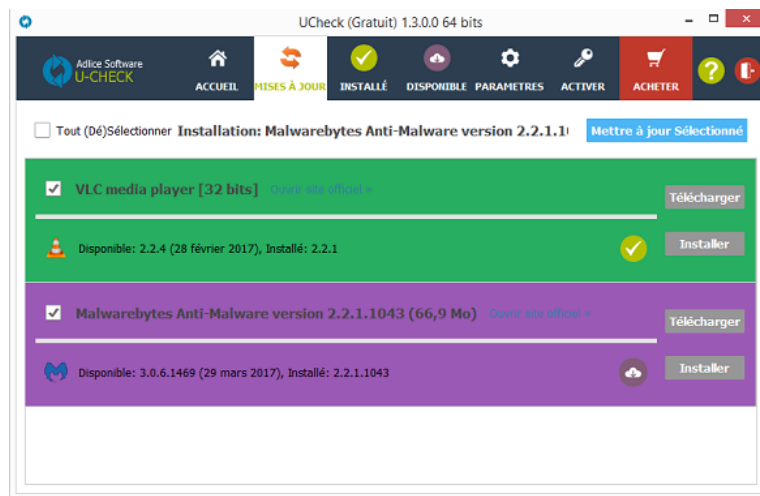 UCheck (Gratuit) 1.3.0.0 64 bits
Adlice Software
U-CHECK
ACCUEIL
MISES À JOUR
INSTALLÉ
DISPONIBLE
PARAMETRES
ACTIVER
ACHETER
?
Tout (Dé)Sélectionner
Installation: Malwarebytes Anti-Malware version 2.2.1.1
Mettre à jour Sélectionné
VLC media player [32 bits] Ouvrir site officiel »
Télécharger
Disponible: 2.2.4 (28 février 2017), Installé: 2.2.1
Installer
Malwarebytes Anti-Malware version 2.2.1.1043 (66,9 Mo) Ouvrir site officiel »
Télécharger
Disponible: 3.0.6.1469 (29 mars 2017), Installé: 2.2.1.1043
Installer